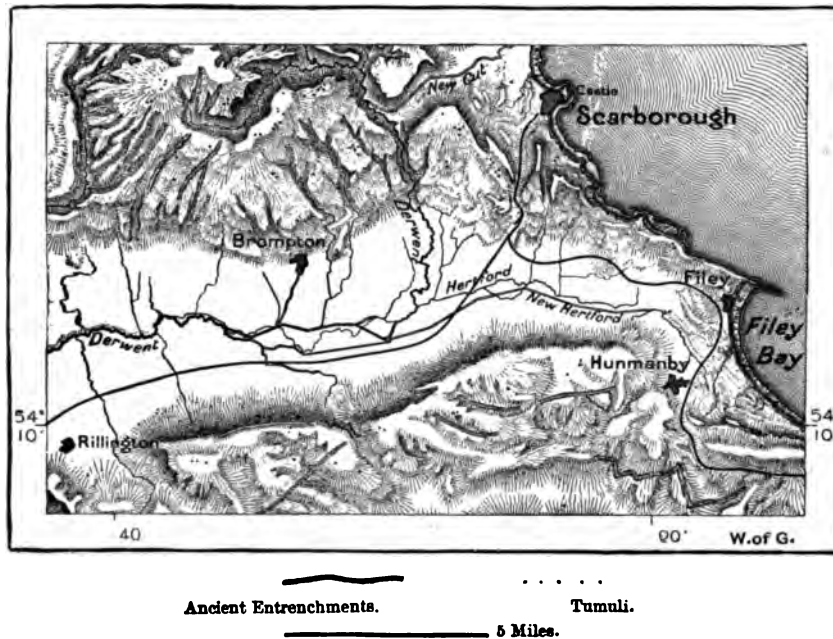 New Cut
Castle
Scarborough
Derwent
Brompton
Hertford
Filey
New Hertford
Filey
Bay
Derwent
Hunmanby
54°
10'
54°
10'
Rillington
40
20'
W. of G.
Ancient Entrenchments.
Tumuli.
5 Miles.